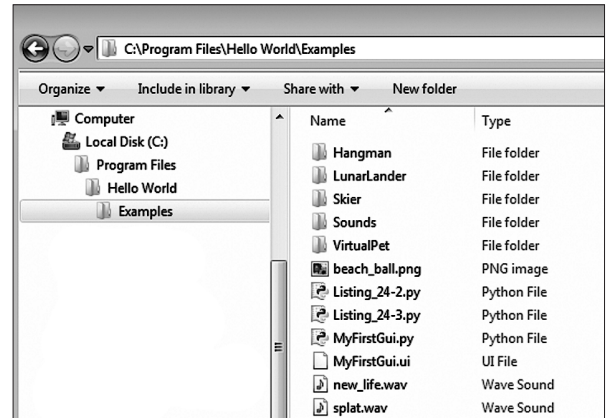 C:\Program Files\Hello World\Examples
Organize Include in library Share with New folder
Computer
Local Disk (C:)
Program Files
Hello World
Examples
Name Type
Hangman File folder
LunarLander File folder
Skier File folder
Sounds File folder
VirtualPet File folder
beach_ball.png PNG image
Listing_24-2.py Python File
Listing_24-3.py Python File
MyFirstGui.py Python File
MyFirstGui.ui UI File
new_life.wav Wave Sound
splat.wav Wave Sound